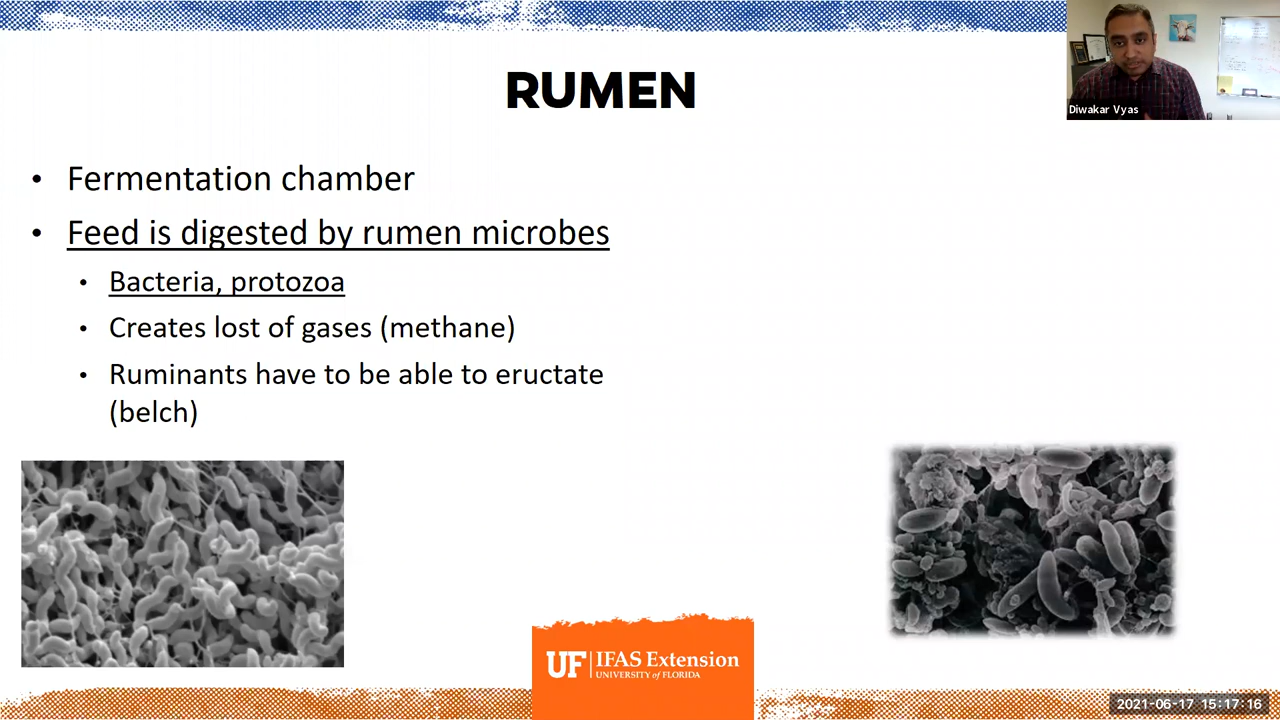 RUMEN
Diwakar Vyas
• Fermentation chamber
• Feed is digested by rumen microbes
• Bacteria, protozoa
• Creates lost of gases (methane)
• Ruminants have to be able to eructate
(belch)
UF | IFAS Extension
UNIVERSITY of FLORIDA
2021-06-17 15:17:16